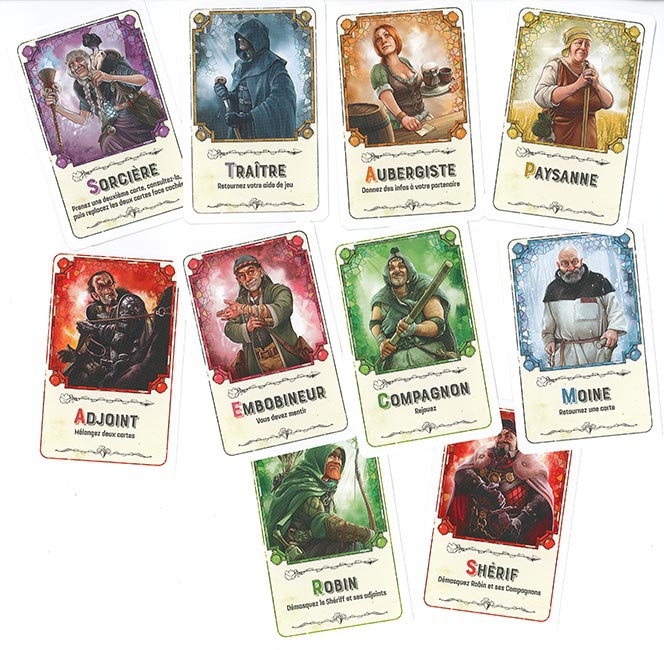 SORCIÈRE
Prenez une deuxième carte, consultez-la,
puis replacez les deux cartes face cachée
TRAÎTRE
Retournez votre aide de jeu
AUBERGISTE
Donnez des infos à votre partenaire
PAYSANNE
ADJOINT
Mélangez deux cartes
EMBOBINEUR
Vous devez mentir
COMPAGNON
Rejouez
MOINE
Retournez une carte
ROBIN
Démasquez le Shériff et ses adjoints
SHÈRIF
Démasquez Robin et ses Compagnons